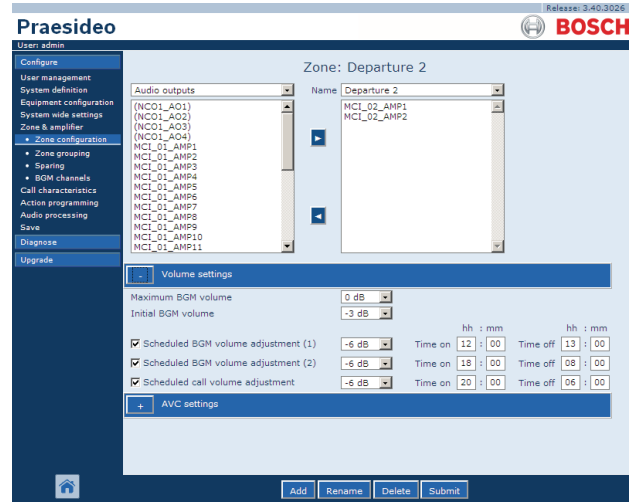 Release: 3.40.3026
Praesideo
BOSCH
User: admin
Configure
User management
System definition
Equipment configuration
System wide settings
Zone & amplifier
• Zone configuration
• Zone grouping
• Sparing
• BGM channels
Call characteristics
Action programming
Audio processing
Save
Diagnose
Upgrade
Zone: Departure 2
Audio outputs
Name Departure 2
(NCO1_AO1)
(NCO1_AO2)
(NCO1_AO3)
(NCO1_AO4)
MCI_01_AMP1
MCI_01_AMP2
MCI_01_AMP3
MCI_01_AMP4
MCI_01_AMP5
MCI_01_AMP6
MCI_01_AMP7
MCI_01_AMP8
MCI_01_AMP9
MCI_01_AMP10
MCI_01_AMP11
MCI_02_AMP1
MCI_02_AMP2
- Volume settings
Maximum BGM volume 0 dB
Initial BGM volume -3 dB
hh : mm hh : mm
Scheduled BGM volume adjustment (1) -6 dB Time on 12 : 00 Time off 13 : 00
Scheduled BGM volume adjustment (2) -6 dB Time on 18 : 00 Time off 08 : 00
Scheduled call volume adjustment -6 dB Time on 20 : 00 Time off 06 : 00
+ AVC settings
Add Rename Delete Submit